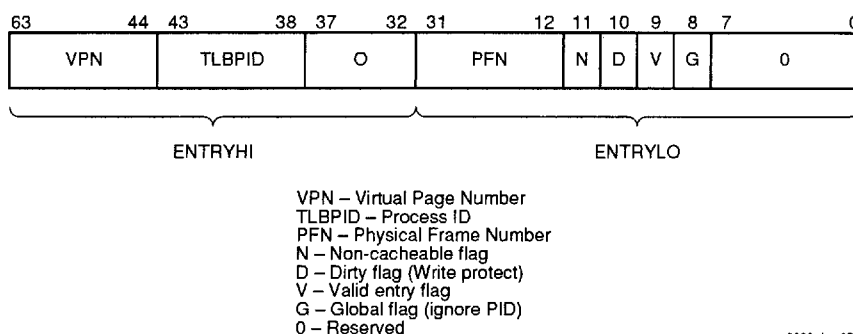 63 44 43 38 37 32 31 12 11 10 9 8 7
VPN TLBPID O PFN N D V G 0
ENTRYHI ENTRYLO
VPN – Virtual Page Number
TLBPID – Process ID
PFN – Physical Frame Number
N – Non-cacheable flag
D – Dirty flag (Write protect)
V – Valid entry flag
G – Global flag (ignore PID)
0 – Reserved